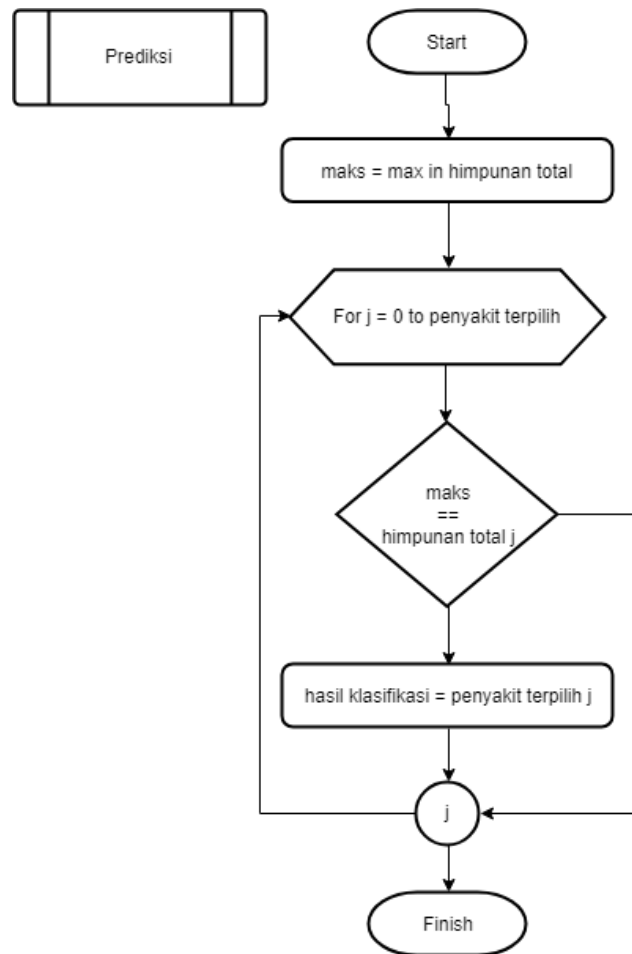 Prediksi
Start
maks = max in himpunan total
For j = 0 to penyakit terpilih
maks
==
himpunan total j
hasil klasifikasi = penyakit terpilih j
j
Finish